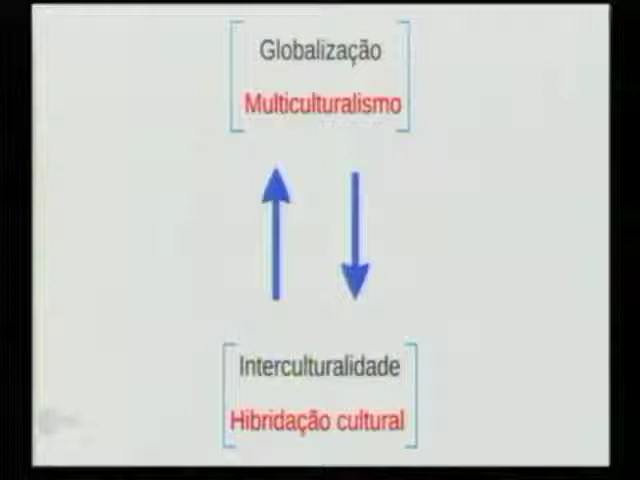 Globalização
Multiculturalismo
Interculturalidade
Hibridação cultural